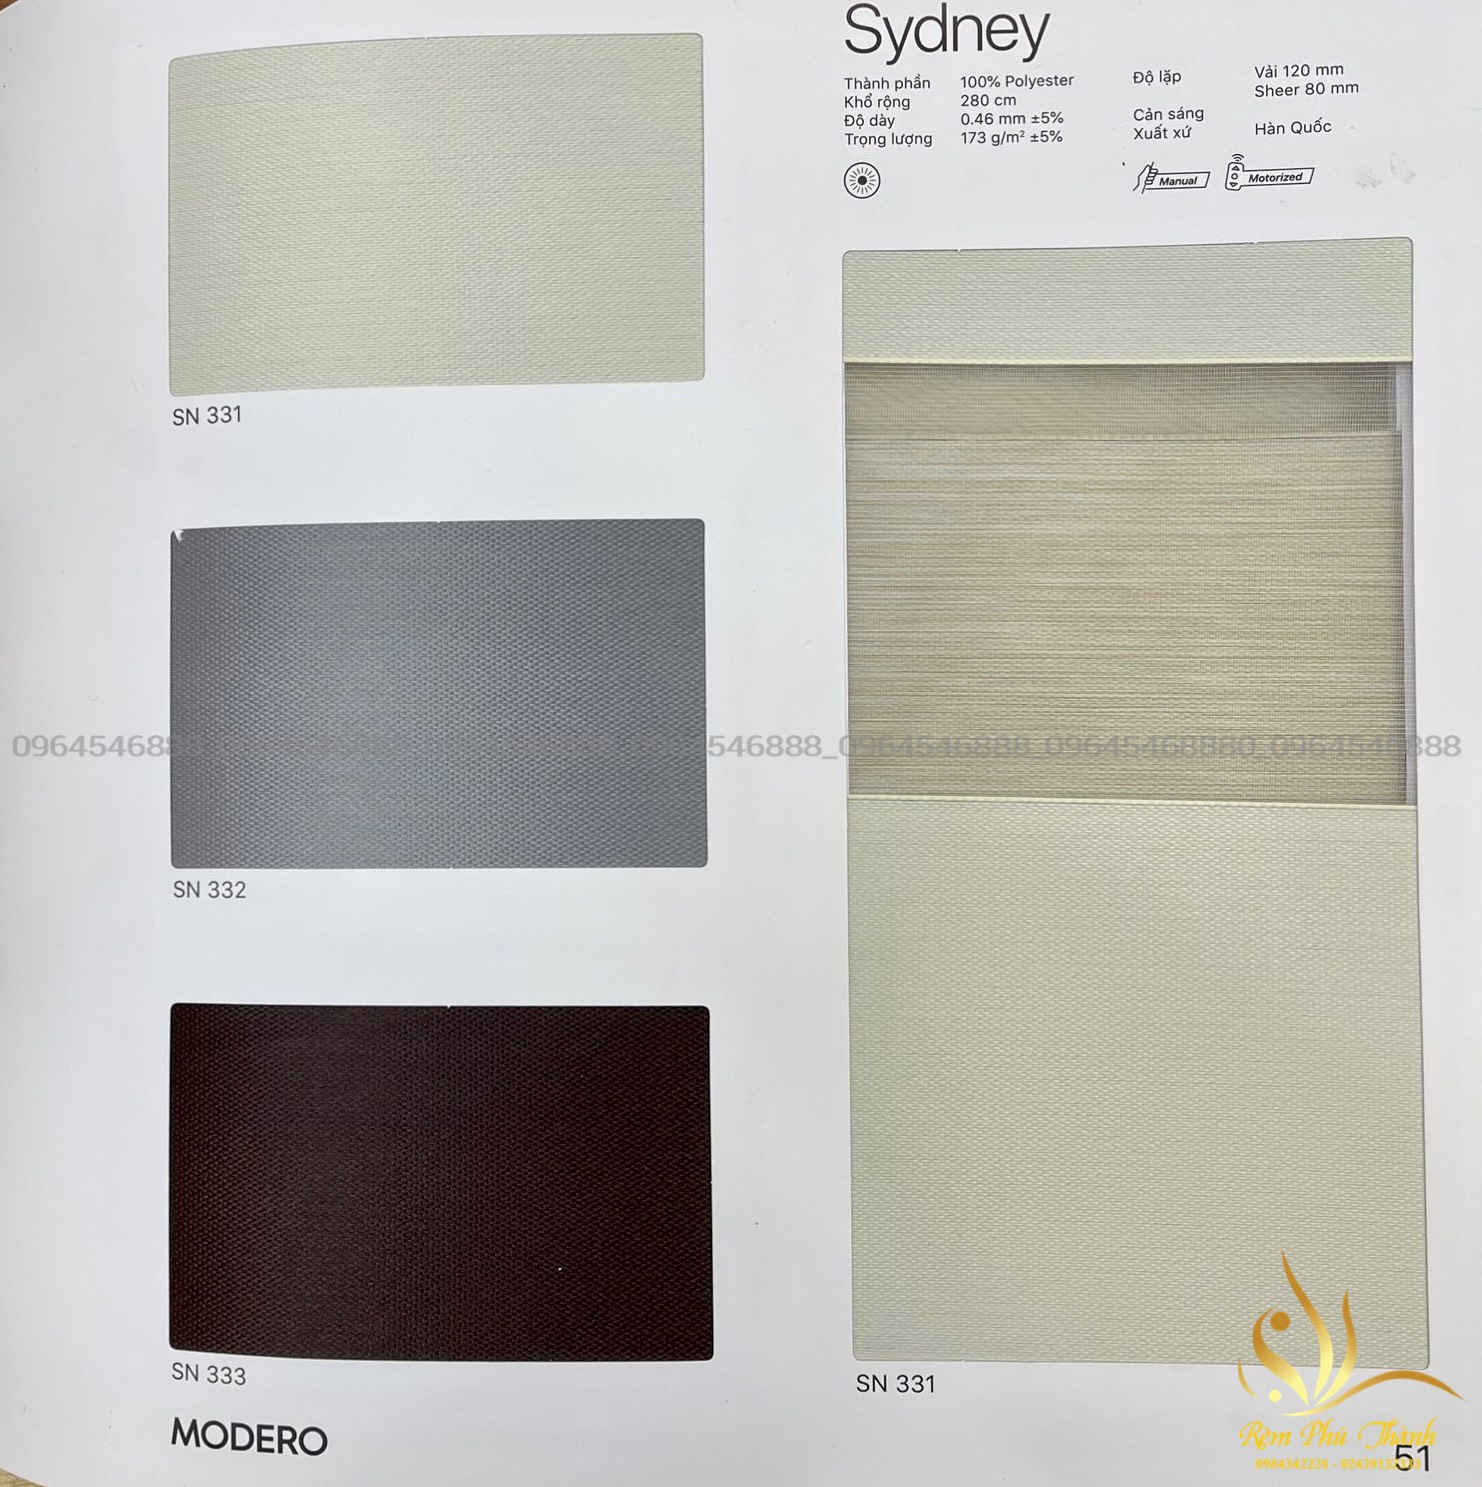 Sydney
Thành phần 100% Polyester
Khổ rộng 280 cm
Độ dày 0.46 mm ±5%
Trọng lượng 173 g/m² ±5%
Độ lặp Vải 120 mm
Sheer 80 mm
Cản sáng
Xuất xứ Hàn Quốc
Manual
Motorized
SN 331
SN 332
SN 333
SN 331
546888_0964546888_09645468880_0964546888
Rèm Phú Thành
0984342228
MODERO
51